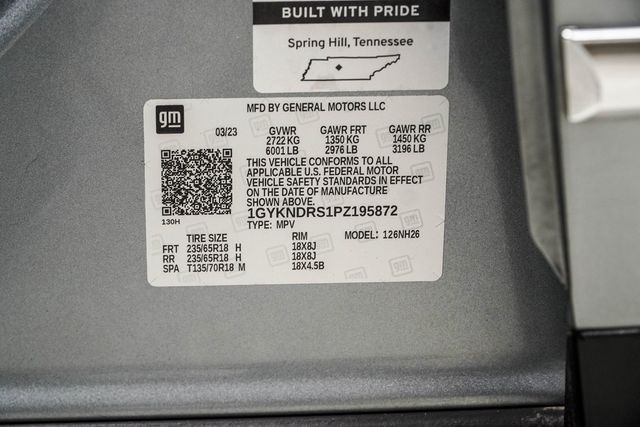 BUILT WITH PRIDE
Spring Hill, Tennessee
gm
MFD BY GENERAL MOTORS LLC
03/23 GVWR GAWR FRT GAWR RR
2722 KG 1350 KG 1450 KG
6001 LB 2976 LB 3196 LB
THIS VEHICLE CONFORMS TO ALL
APPLICABLE U.S. FEDERAL MOTOR
VEHICLE SAFETY STANDARDS IN EFFECT
ON THE DATE OF MANUFACTURE
SHOWN ABOVE.
1GYKNDRS1PZ195872
130H
TYPE: MPV
TIRE SIZE RIM MODEL: 126NH26
FRT 235/65R18 H 18X8J
RR 235/65R18 H 18X8J
SPA T135/70R18 M 18X4.5B